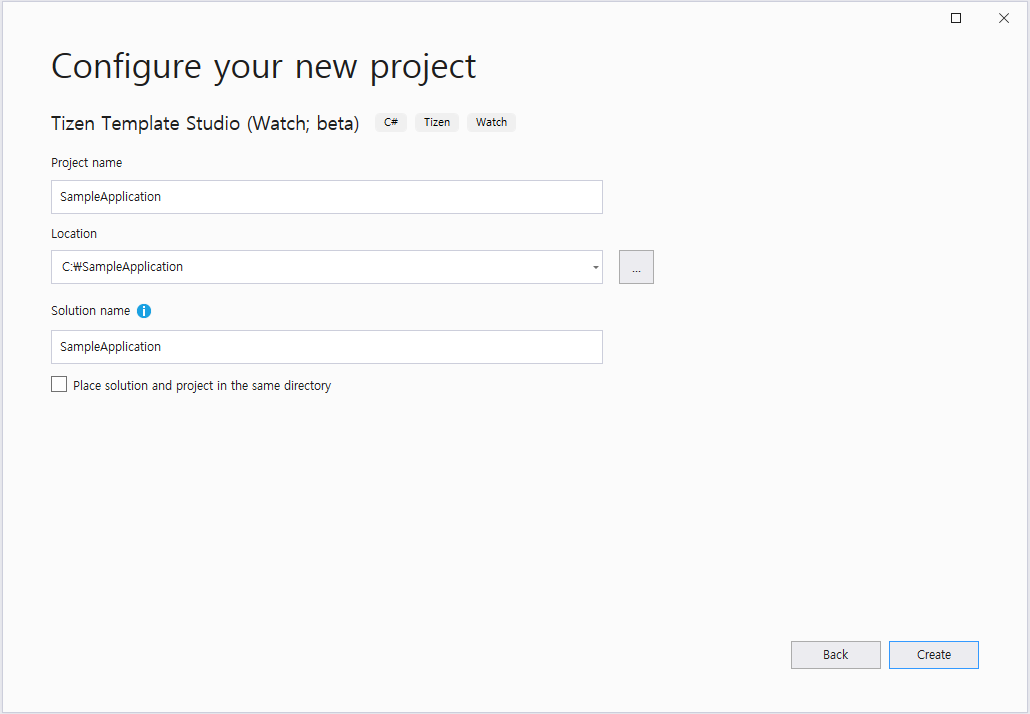 Configure your new project
Tizen Template Studio (Watch; beta) C# Tizen Watch
Project name
SampleApplication
Location
C:₩SampleApplication
...
Solution name
SampleApplication
Place solution and project in the same directory
Back Create